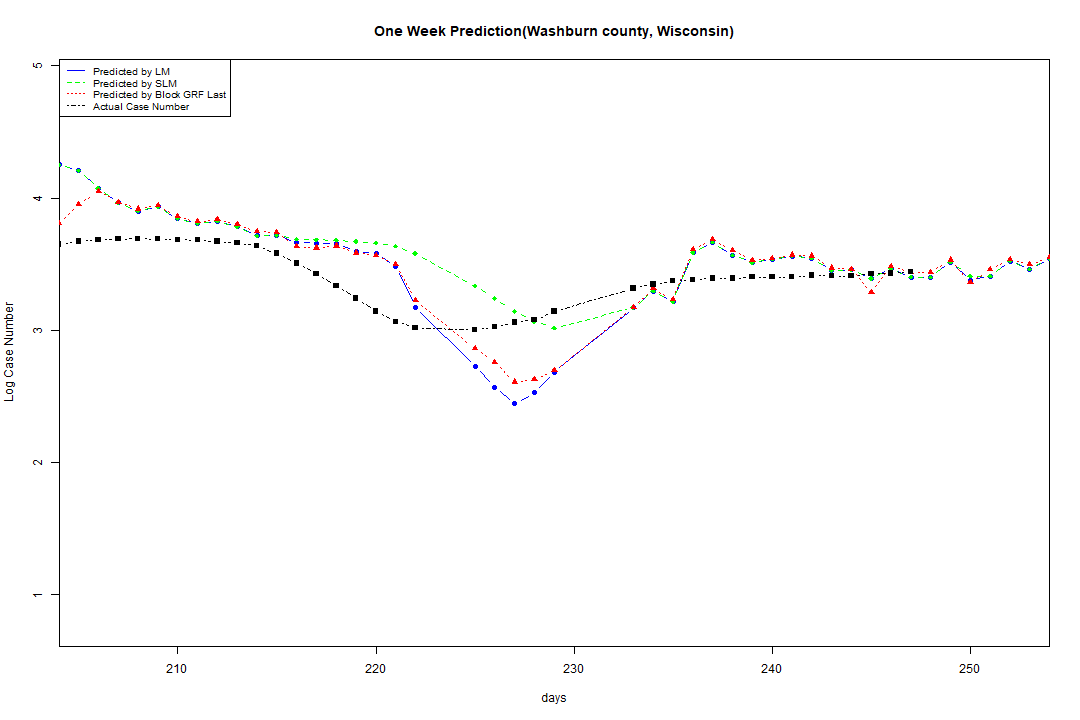 One Week Prediction(Washburn county, Wisconsin)
Predicted by LM
Predicted by SLM
Predicted by Block GRF Last
Actual Case Number
5
4
3
2
1
Log Case Number
210 220 230 240 250
days